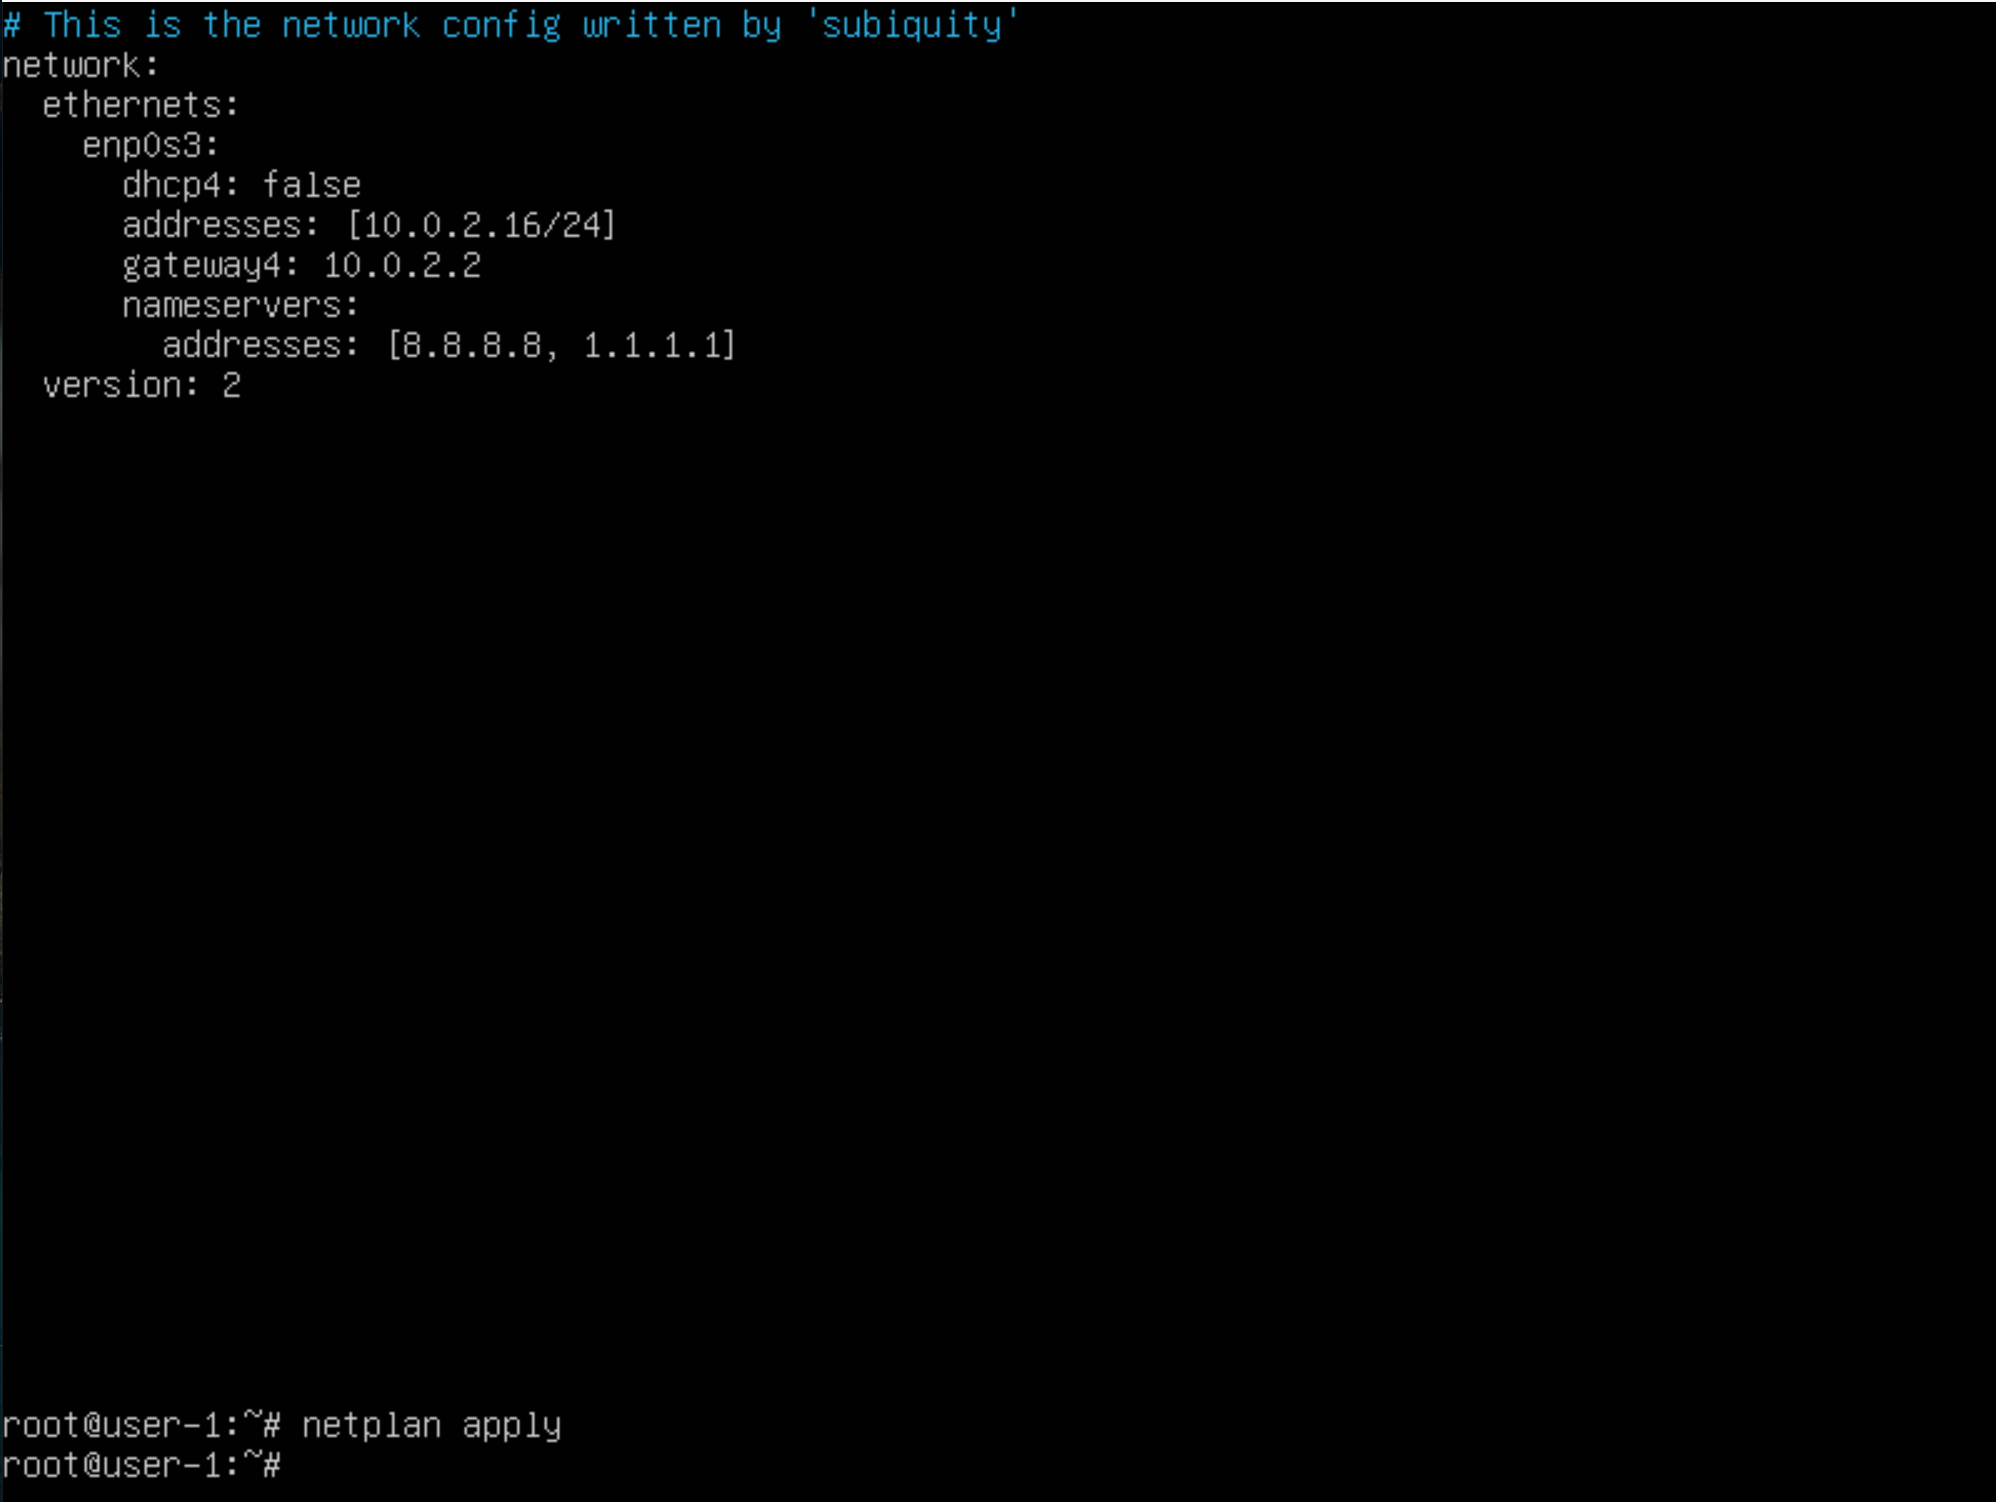 # This is the network config written by 'subiquity'
network:
  ethernets:
    enp0s3:
      dhcp4: false
      addresses: [10.0.2.16/24]
      gateway4: 10.0.2.2
      nameservers:
        addresses: [8.8.8.8, 1.1.1.1]
  version: 2
root@user-1:~# netplan apply
root@user-1:~#